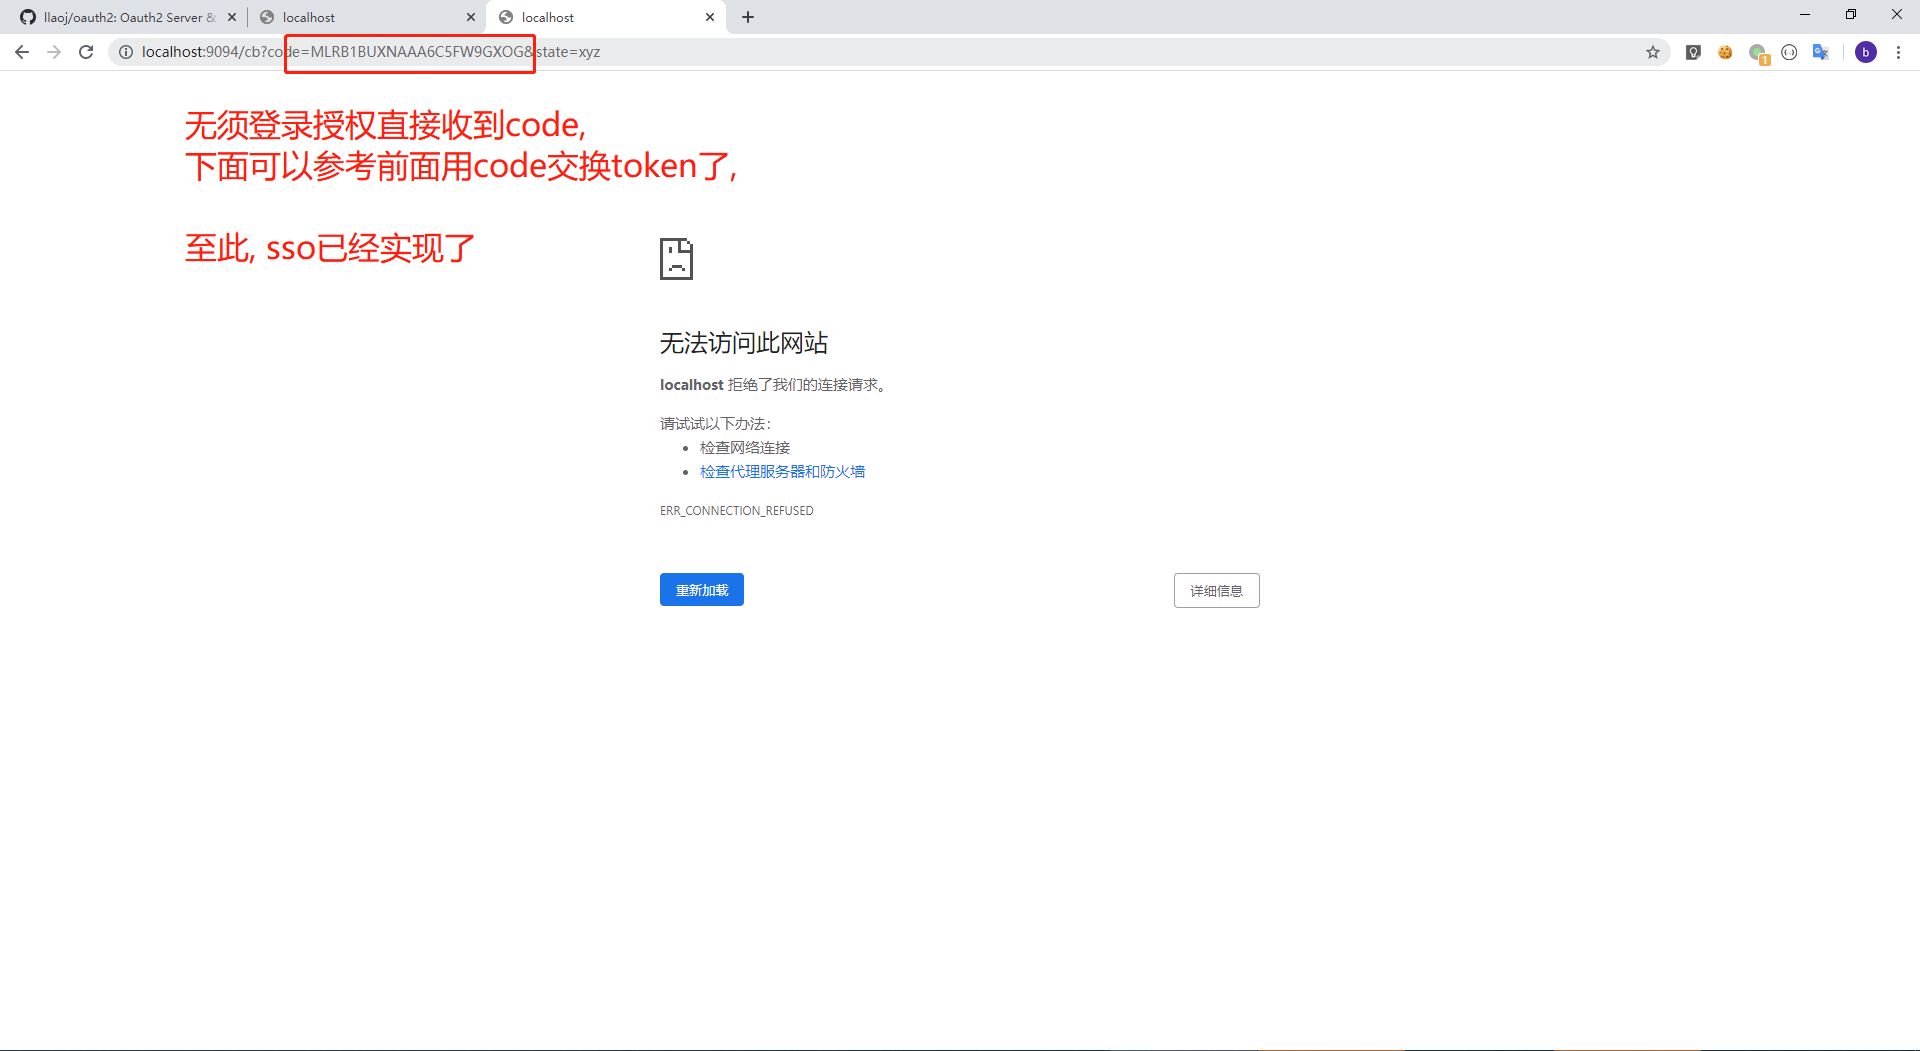 llaoj/oauth2: Oauth2 Server &
localhost
localhost
localhost:9094/cb?code=MLRB1BUXNAAA6C5FW9GXOG&state=xyz
1
b
无须登录授权直接收到code,
下面可以参考前面用code交换token了,
至此, sso已经实现了
无法访问此网站
localhost 拒绝了我们的连接请求。
请试试以下办法：
检查网络连接
检查代理服务器和防火墙
ERR_CONNECTION_REFUSED
重新加载
详细信息